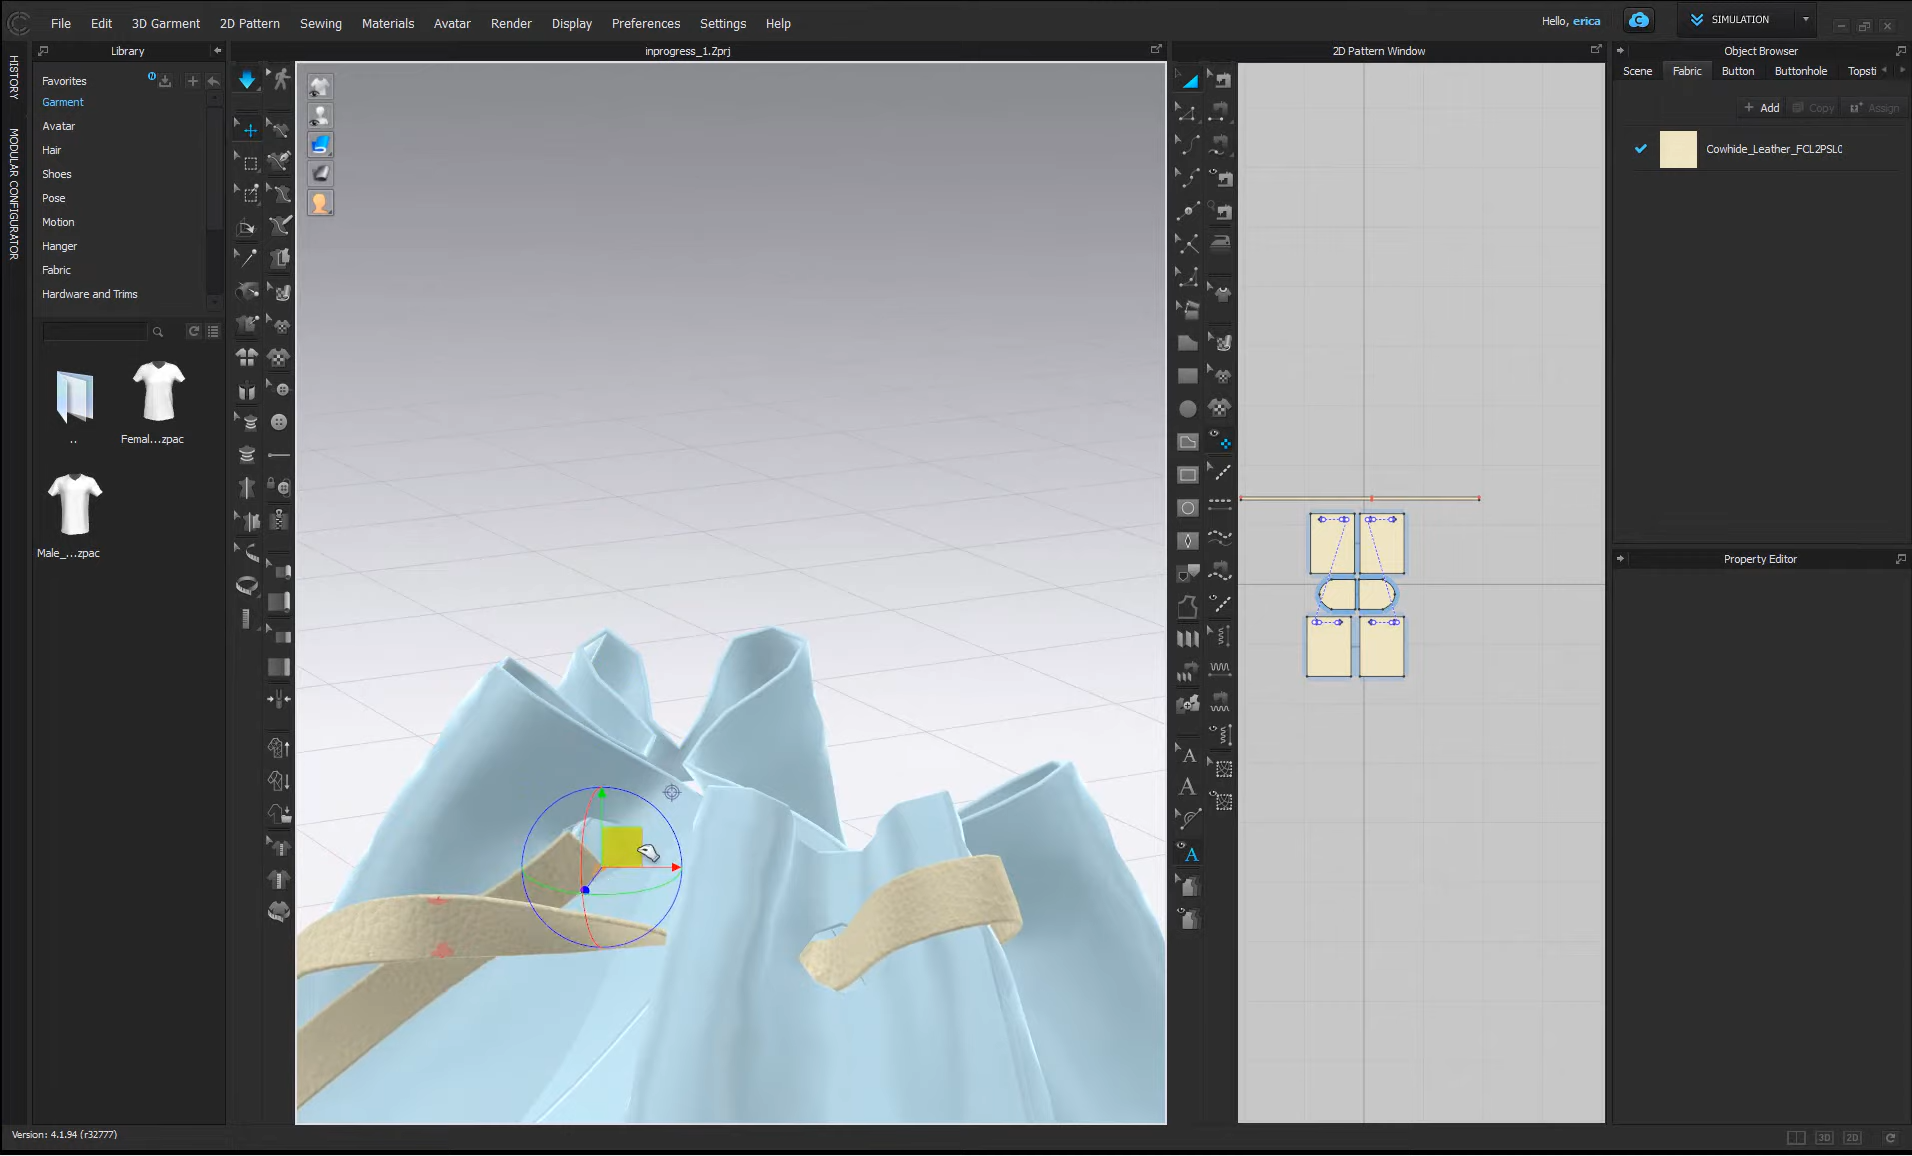 File Edit 3D Garment 2D Pattern Sewing Materials Avatar Render Display Preferences Settings Help
Hello, erica
SIMULATION
HISTORY
MODULAR CONFIGURATOR
Library
inprogress_1.Zprj
2D Pattern Window
Object Browser
Favorites
Garment
Avatar
Hair
Shoes
Pose
Motion
Hanger
Fabric
Hardware and Trims
..
Femal...zpac
Male_...zpac
Scene Fabric Button Buttonhole Topsti
+ Add Copy Assign
Cowhide_Leather_FCL2PSL0
Property Editor
A
A
A
Version: 4.1.94 (r32777)
3D 2D